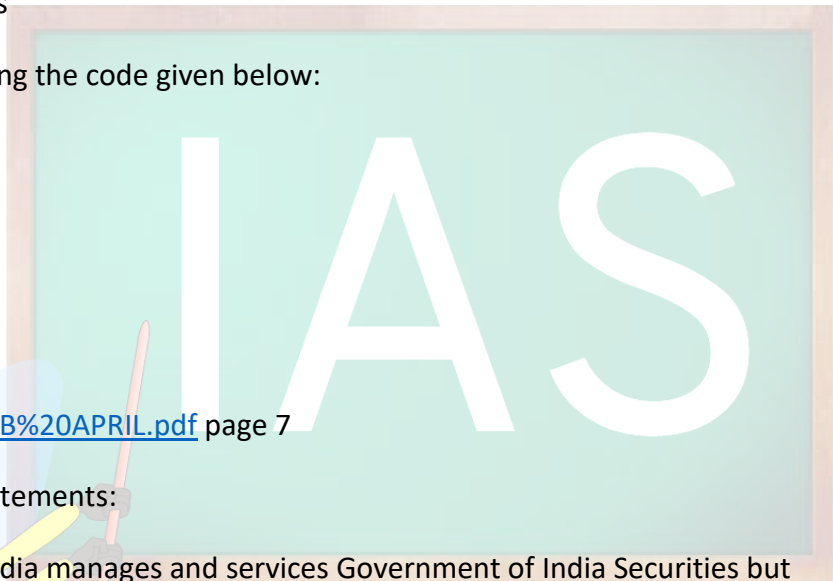 ng the code given below:
IAS
B%20APRIL.pdf page 7
tements:
dia manages and services Government of India Securities but